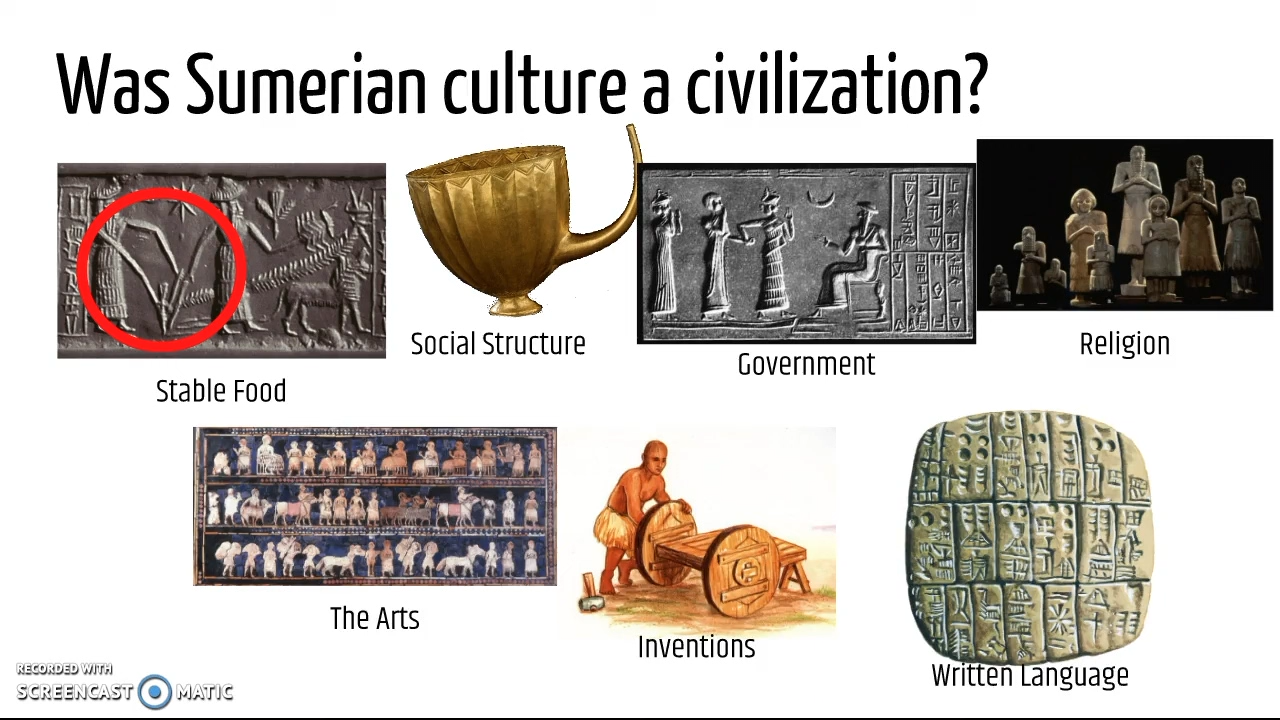 Was Sumerian culture a civilization?
Social Structure
Government
Religion
Stable Food
The Arts
Inventions
Written Language
RECORDED WITH
SCREENCAST MATIC